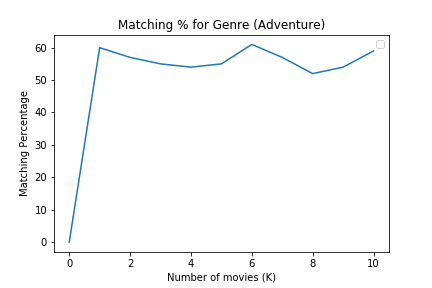 Matching % for Genre (Adventure)
60
50
40
30
20
10
0
Matching Percentage
0 2 4 6 8 10
Number of movies (K)